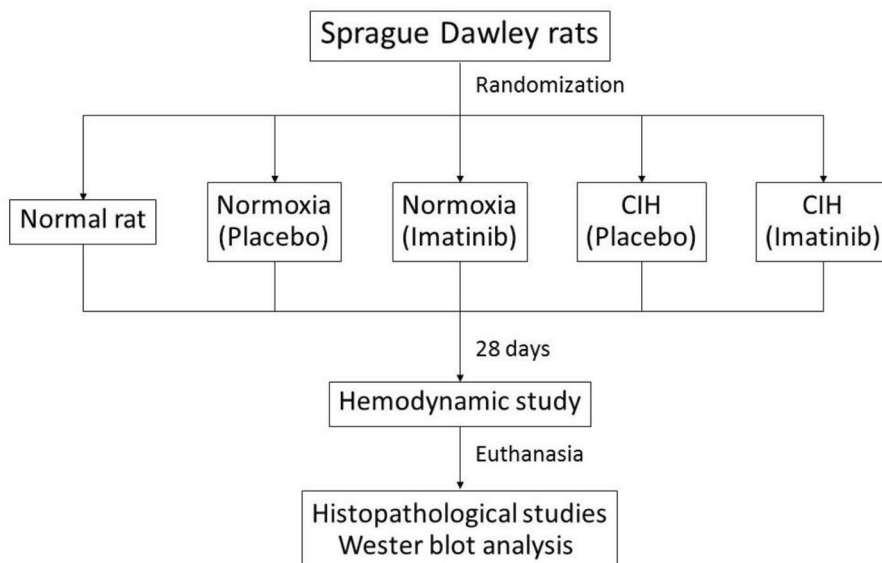 Sprague Dawley rats
Randomization
Normal rat
Normoxia
(Placebo)
Normoxia
(Imatinib)
CIH
(Placebo)
CIH
(Imatinib)
28 days
Hemodynamic study
Euthanasia
Histopathological studies
Wester blot analysis